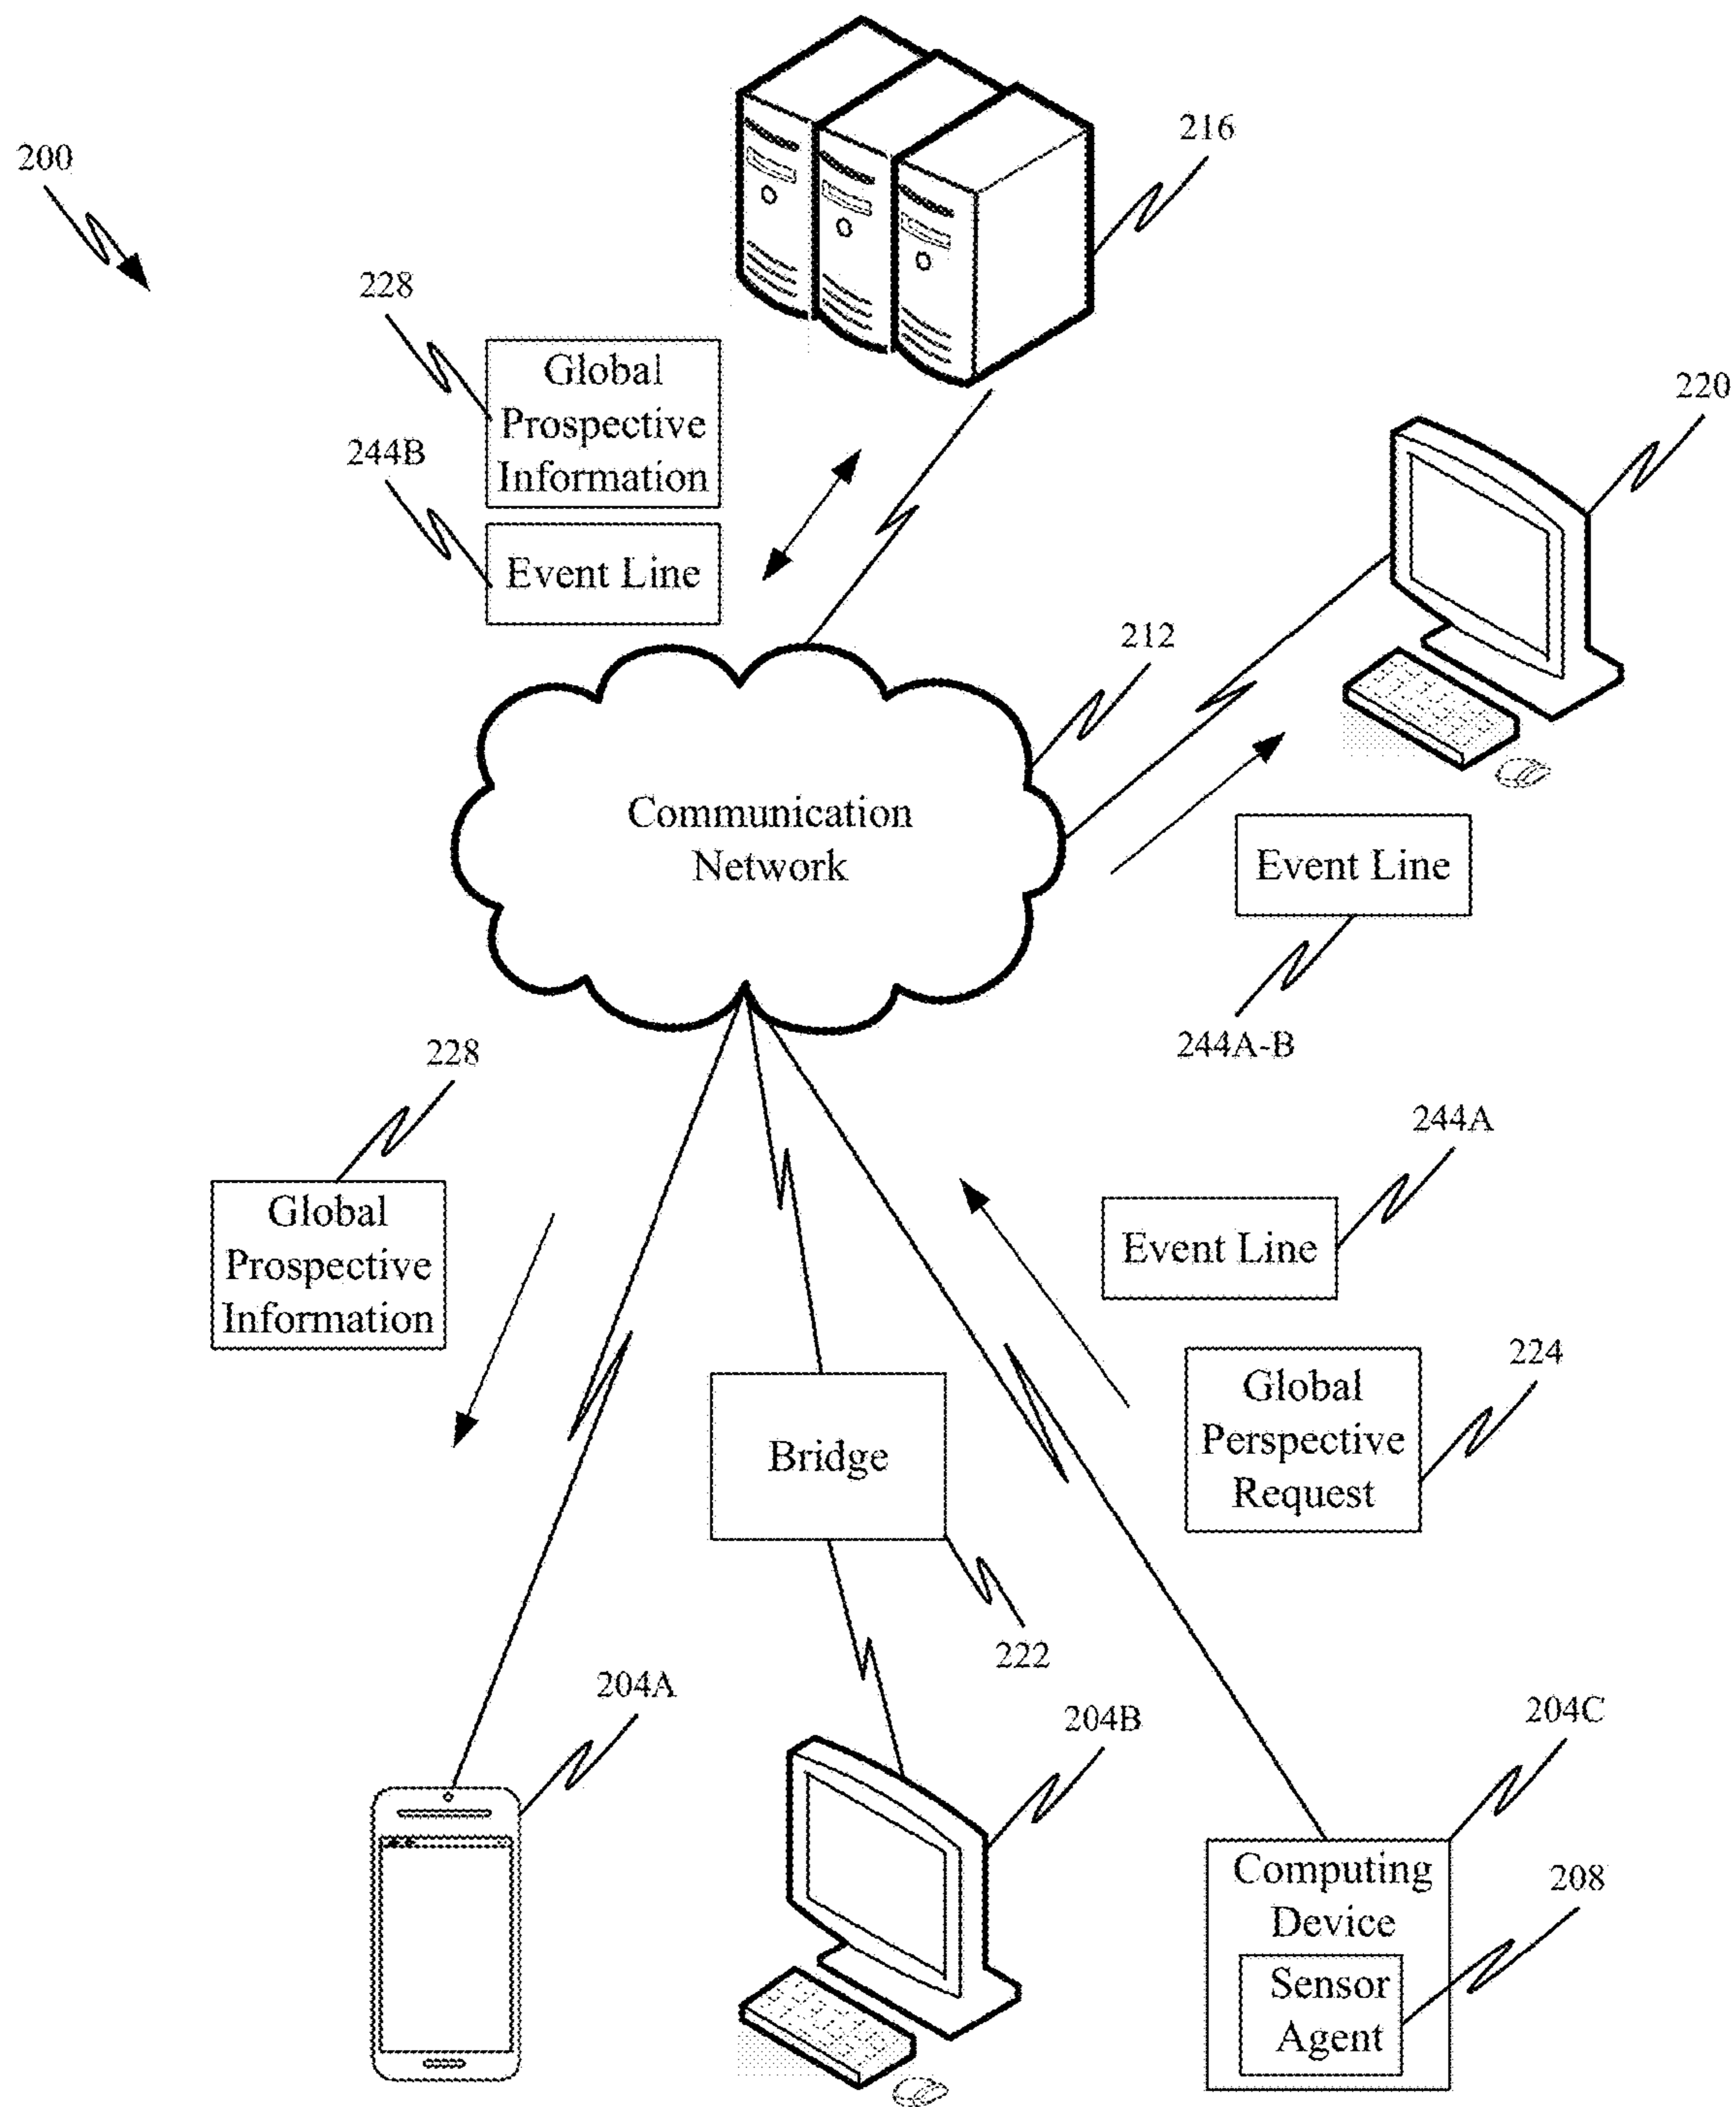 200
216
228
Global
Prospective
Information
244B
Event Line
220
212
Communication
Network
Event Line
244A-B
228
Global
Prospective
Information
244A
Event Line
224
Global
Perspective
Request
Bridge
222
204A
204B
204C
Computing
Device
208
Sensor
Agent